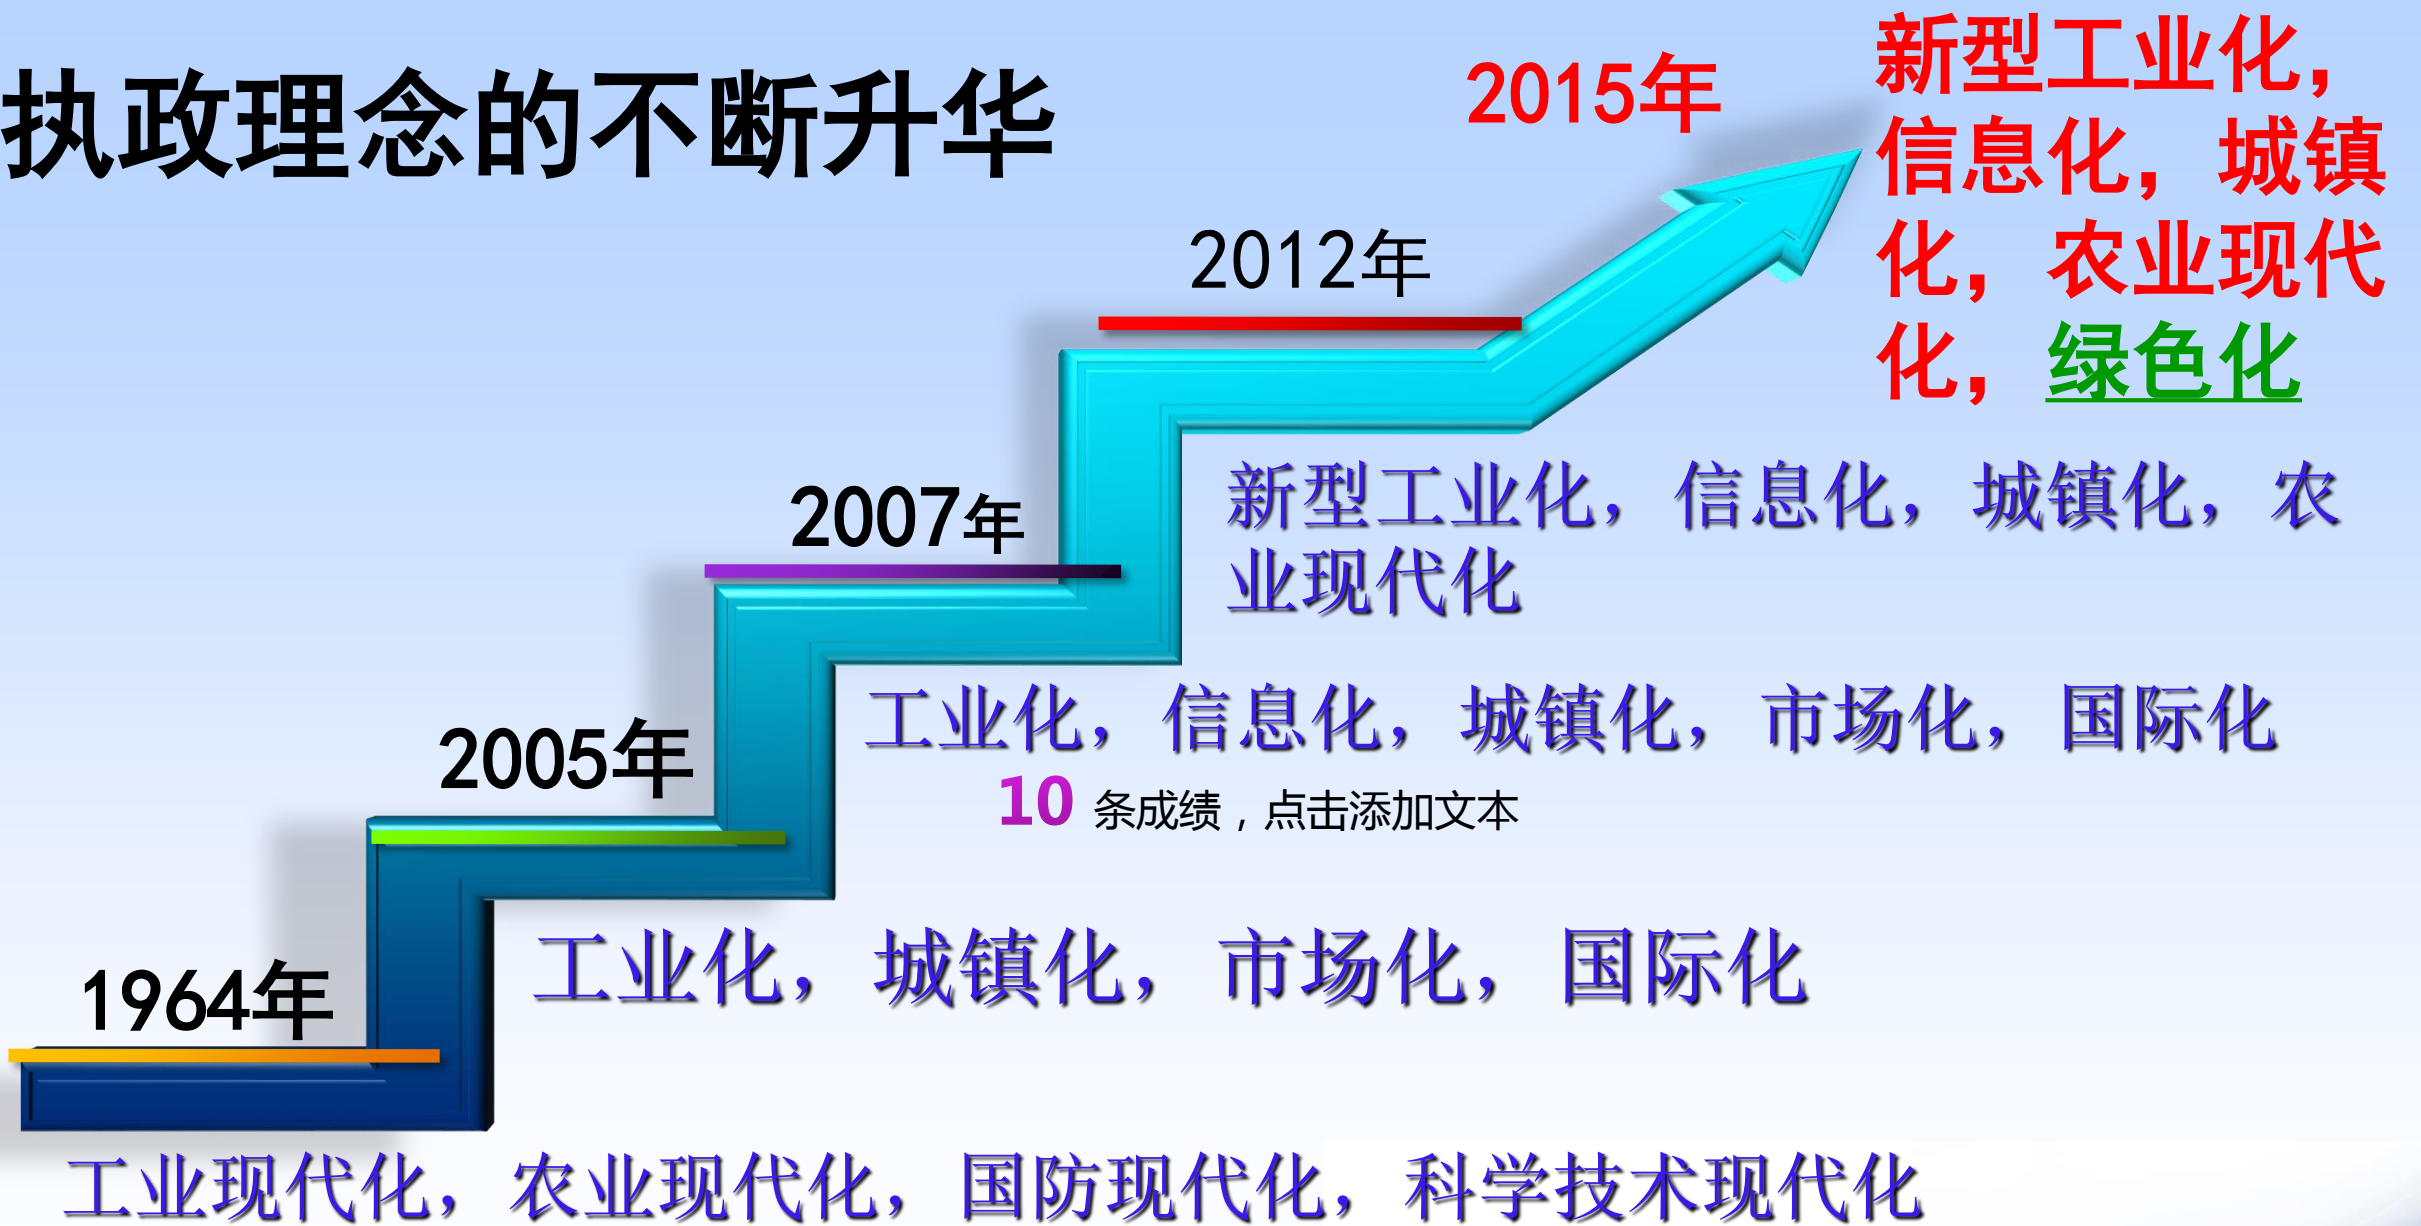 执政理念的不断升华
2015年
新型工业化，
信息化，城镇
化，农业现代
化，绿色化
2012年
新型工业化，信息化，城镇化，农
业现代化
2007年
工业化，信息化，城镇化，市场化，国际化
10 条成绩，点击添加文本
2005年
工业化，城镇化，市场化，国际化
1964年
工业现代化，农业现代化，国防现代化，科学技术现代化